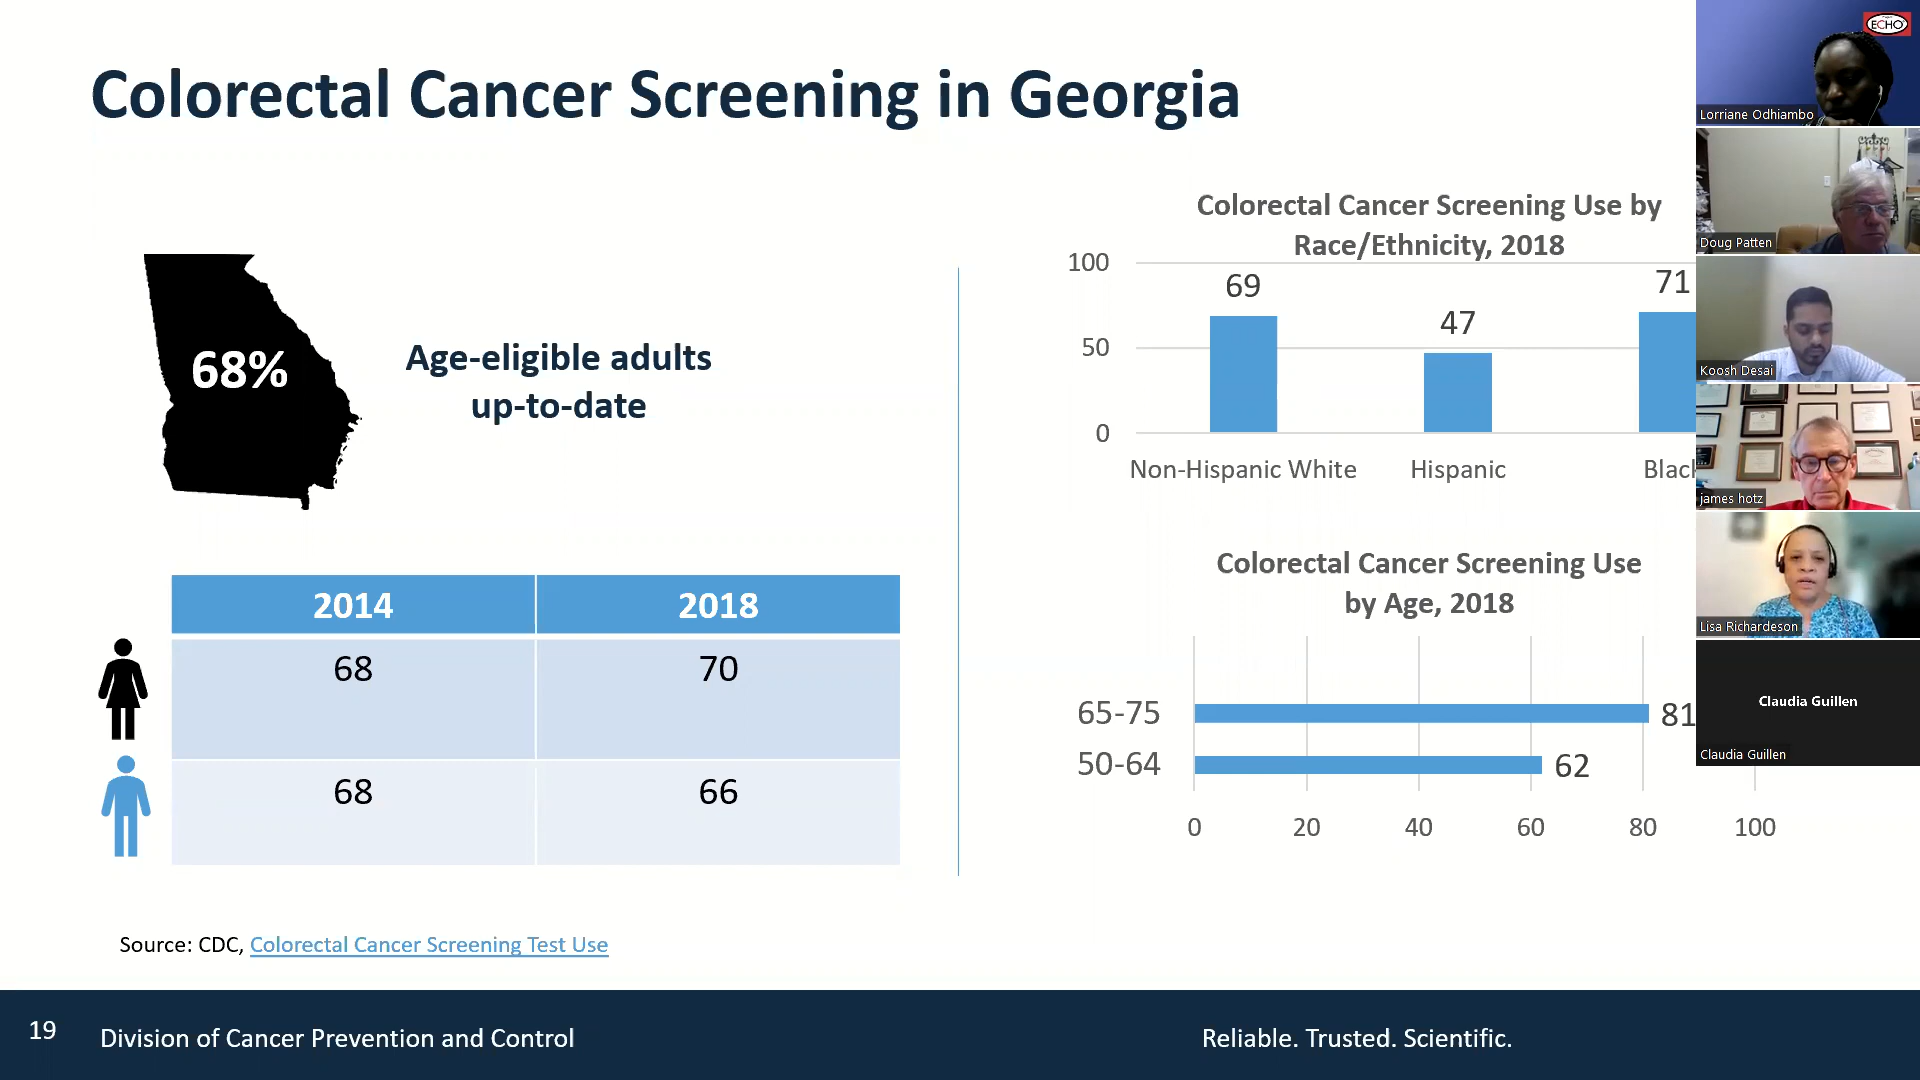 Colorectal Cancer Screening in Georgia
68%
Age-eligible adults
up-to-date
2014 2018
68 70
68 66
Source: CDC, Colorectal Cancer Screening Test Use
Colorectal Cancer Screening Use by
Race/Ethnicity, 2018
100
50
0
69
47
71
Non-Hispanic White
Hispanic
Blac
Colorectal Cancer Screening Use
by Age, 2018
65-75 81
50-64 62
0 20 40 60 80 100
19
Division of Cancer Prevention and Control
Reliable. Trusted. Scientific.
ECHO
Lorriane Odhiambo
Doug Patten
Koosh Desai
james hotz
Lisa Richardeson
Claudia Guillen
Claudia Guillen